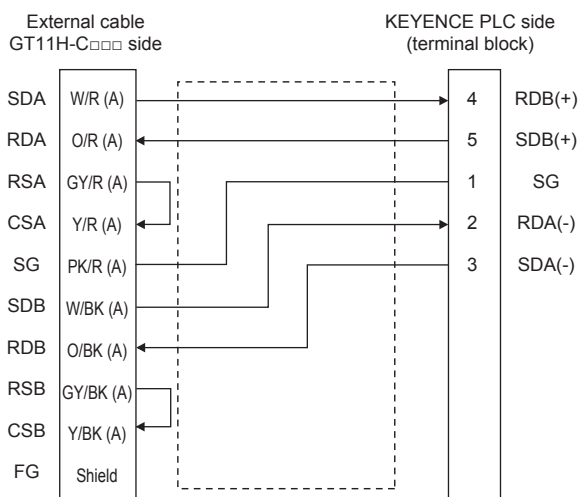 External cable
GT11H-C□□□ side
KEYENCE PLC side
(terminal block)
SDA W/R (A) 4 RDB(+)
RDA O/R (A) 5 SDB(+)
RSA GY/R (A) 1 SG
CSA Y/R (A) 2 RDA(-)
SG PK/R (A) 3 SDA(-)
SDB W/BK (A)
RDB O/BK (A)
RSB GY/BK (A)
CSB Y/BK (A)
FG Shield